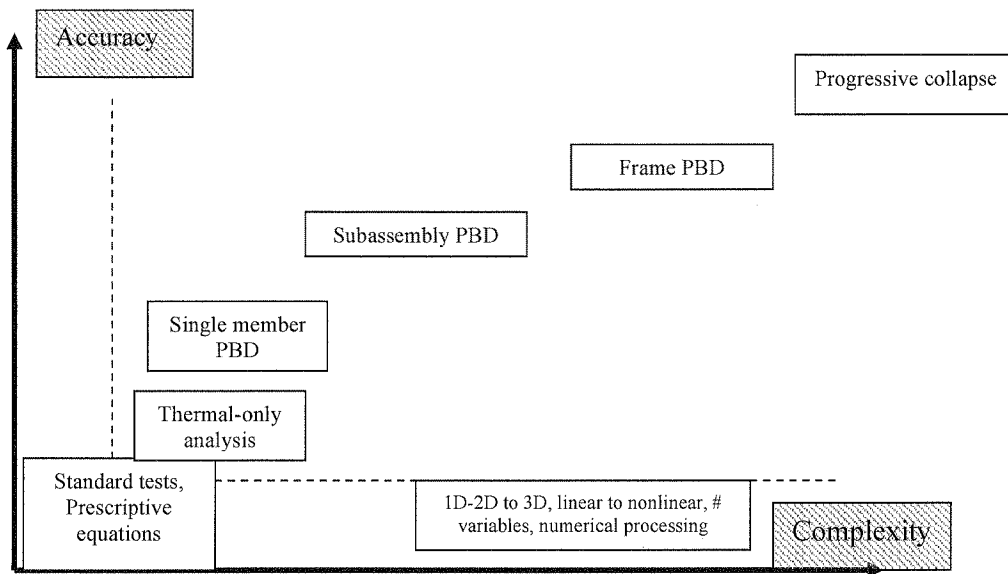 Accuracy
Progressive collapse
Frame PBD
Subassembly PBD
Single member
PBD
Thermal-only
analysis
Standard tests,
Prescriptive
equations
1D-2D to 3D, linear to nonlinear, #
variables, numerical processing
Complexity